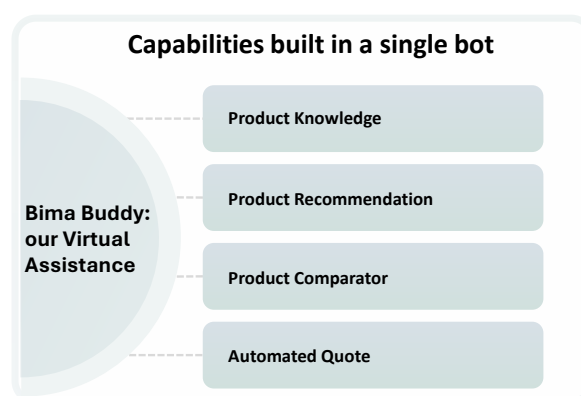 Capabilities built in a single bot
Product Knowledge
Product Recommendation
Bima Buddy:
our Virtual
Assistance
Product Comparator
Automated Quote